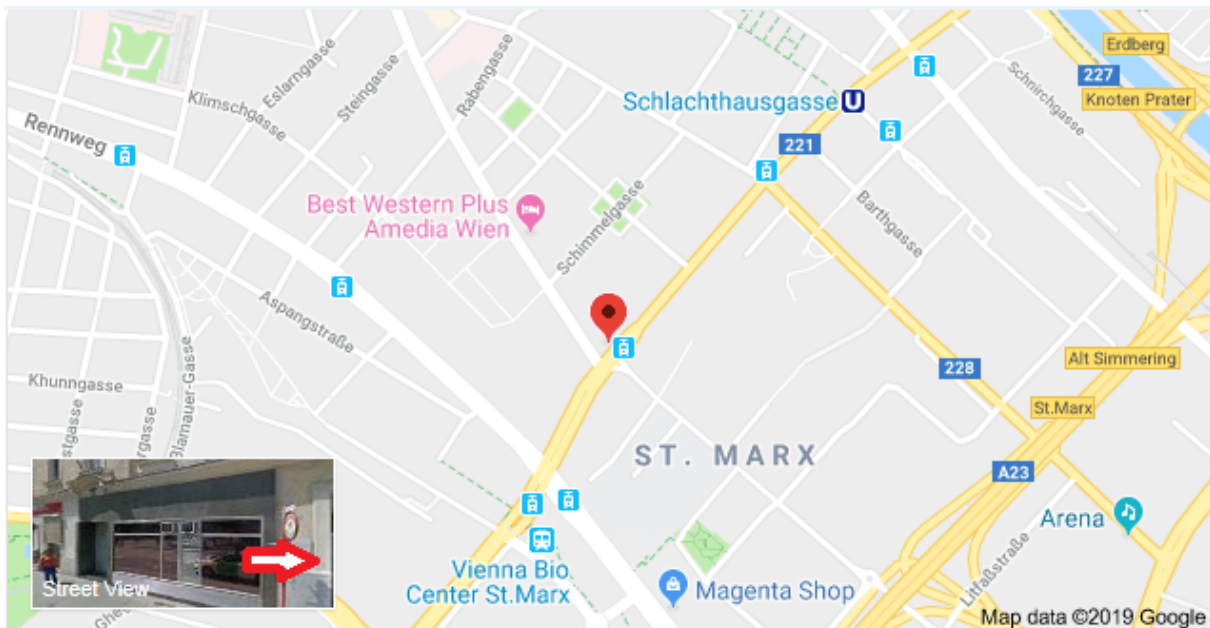 Erdberg
227
Knoten Prater
Schnirchgasse
Schlachthausgasse U
221
Klimschgasse
Eslarngasse
Steingasse
Rabengasse
Rennweg
Best Western Plus
Amedia Wien
Schimmelgasse
Barthgasse
Aspangstraße
Khunngasse
Blamauer-Gasse
Alt Simmering
228
St.Marx
ST. MARX
A23
Arena
Vienna Bio
Center St.Marx
Magenta Shop
Litfaßstraße
Street View
Map data ©2019 Google